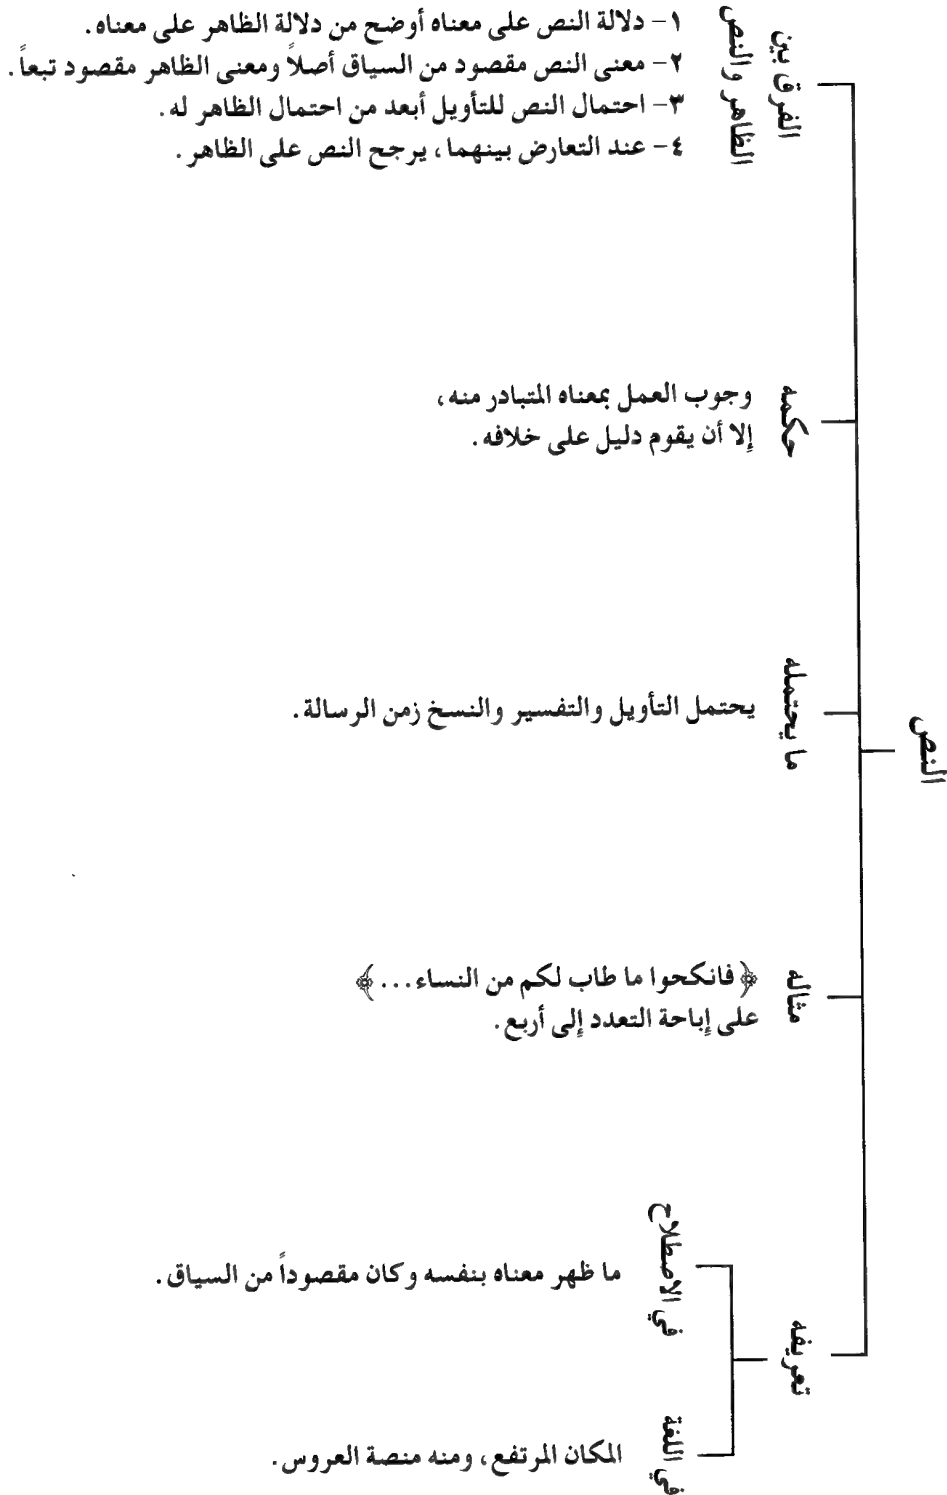 النص
تعريفه
في اللغة
المكان المرتفع، ومنه منصة العروس.
في الاصطلاح
ما ظهر معناه بنفسه وكان مقصوداً من السياق.
مثاله
﴿فانكحوا ما طاب لكم من النساء...﴾
على إباحة التعدد إلى أربع.
ما يحتمله
يحتمل التأويل والتفسير والنسخ زمن الرسالة.
حكمه
وجوب العمل بمعناه المتبادر منه،
إلا أن يقوم دليل على خلافه.
الفرق بين
الظاهر والنص
١- دلالة النص على معناه أوضح من دلالة الظاهر على معناه.
٢- معنى النص مقصود من السياق أصلاً ومعنى الظاهر مقصود تبعاً.
٣- احتمال النص للتأويل أبعد من احتمال الظاهر له.
٤- عند التعارض بينهما، يرجح النص على الظاهر.